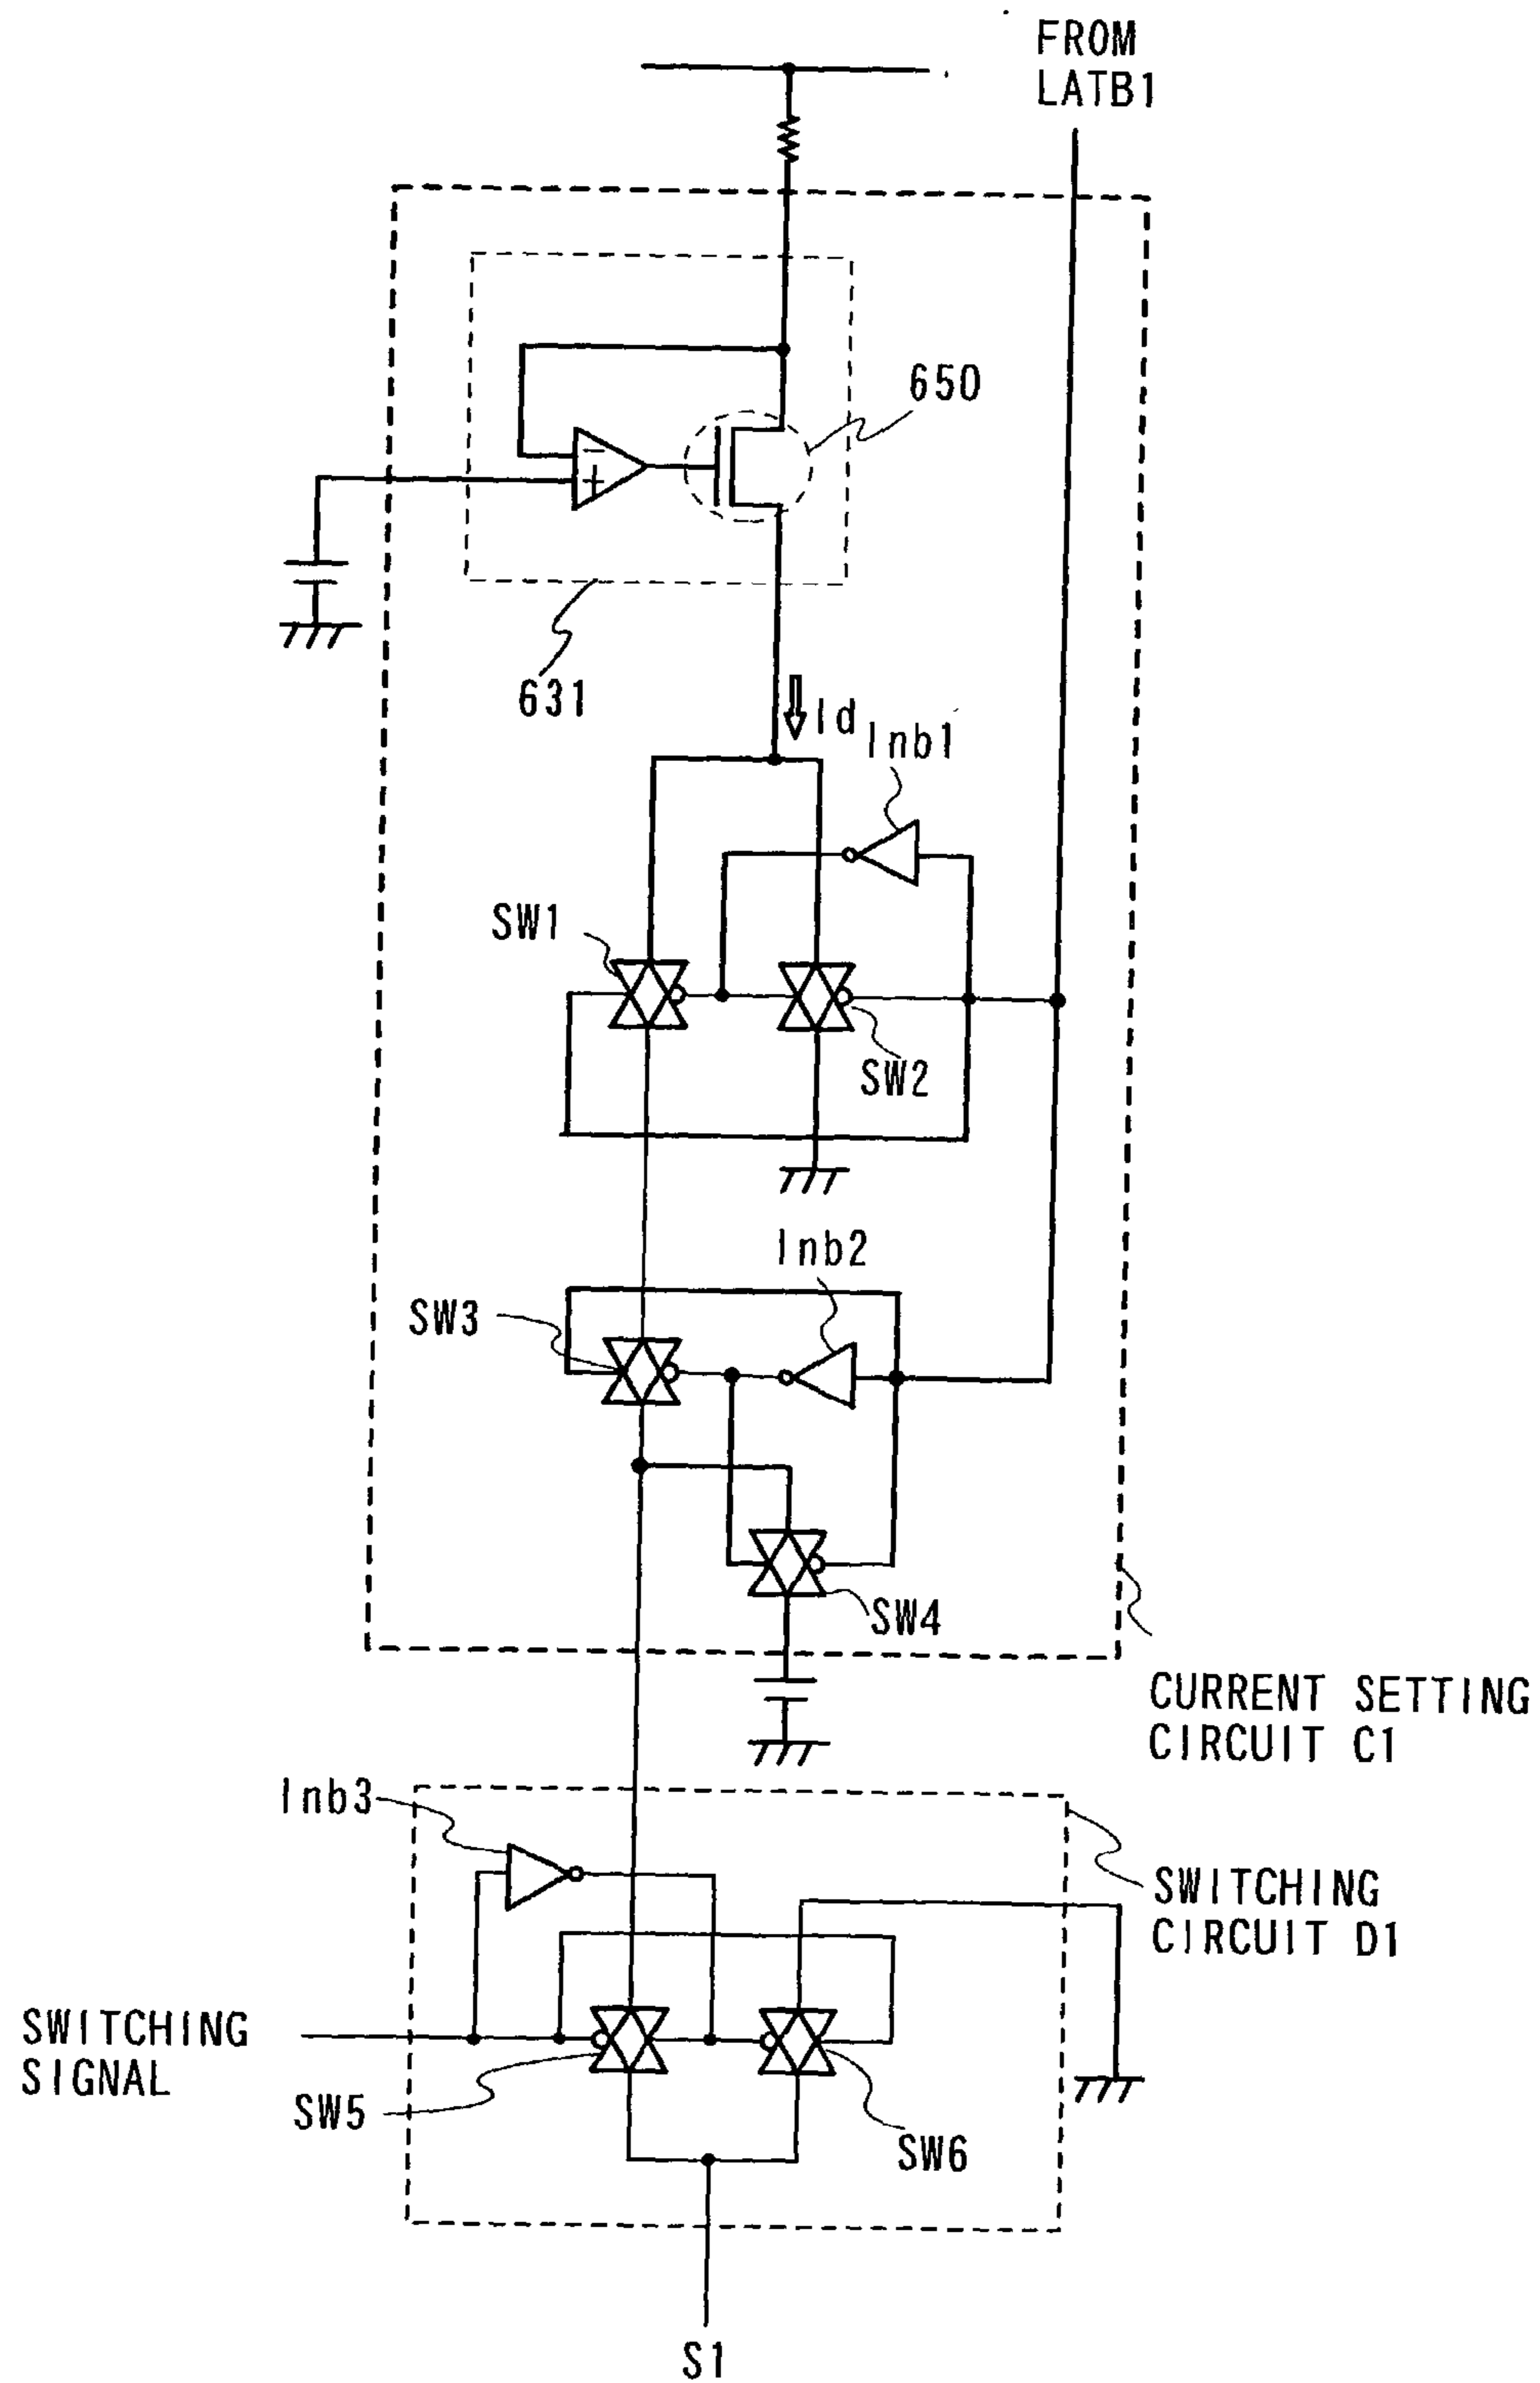 FROM
LATB1
650
631
Id
Inb1
SW1
SW2
Inb2
SW3
SW4
CURRENT SETTING
CIRCUIT C1
Inb3
SWITCHING
CIRCUIT D1
SWITCHING
SIGNAL
SW5
SW6
S1